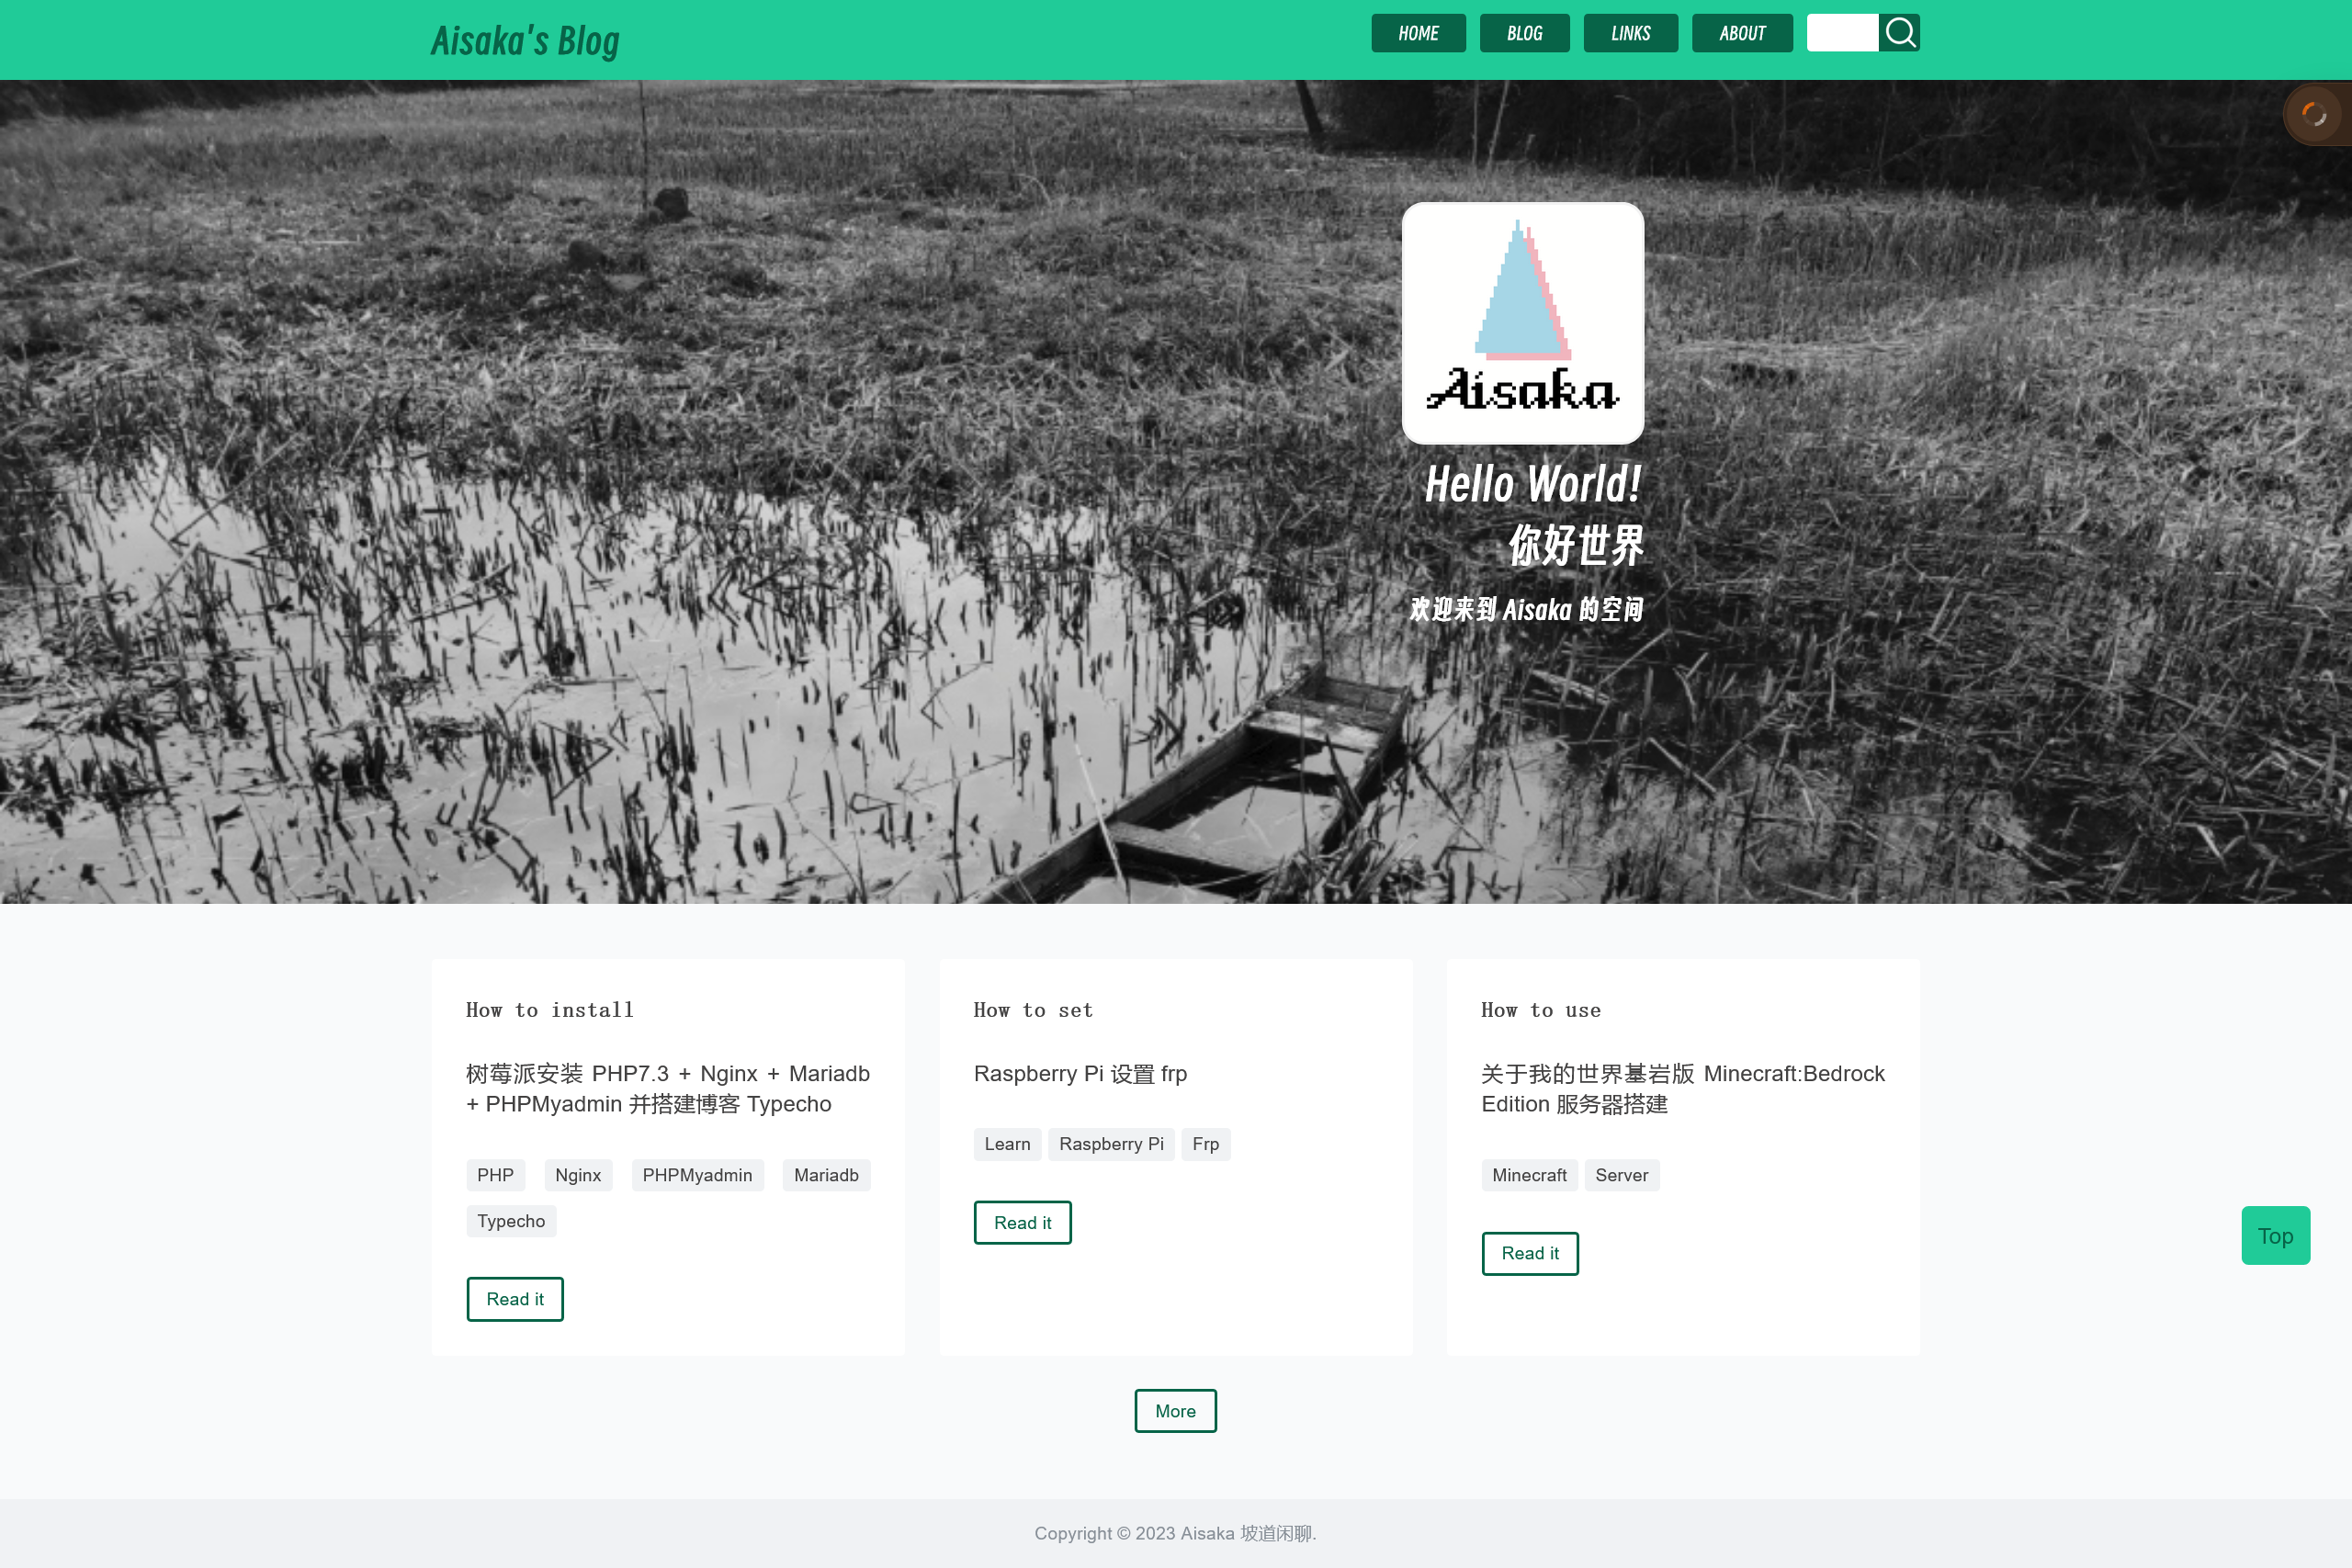 Aisaka's Blog
HOME
BLOG
LINKS
ABOUT
Aisaka
Hello World!
你好世界
欢迎来到 Aisaka 的空间
How to install
树莓派安装 PHP7.3 + Nginx + Mariadb
+ PHPMyadmin 并搭建博客 Typecho
PHP
Nginx
PHPMyadmin
Mariadb
Typecho
Read it
How to set
Raspberry Pi 设置 frp
Learn
Raspberry Pi
Frp
Read it
How to use
关于我的世界基岩版 Minecraft:Bedrock
Edition 服务器搭建
Minecraft
Server
Read it
Top
More
Copyright © 2023 Aisaka 坡道闲聊.